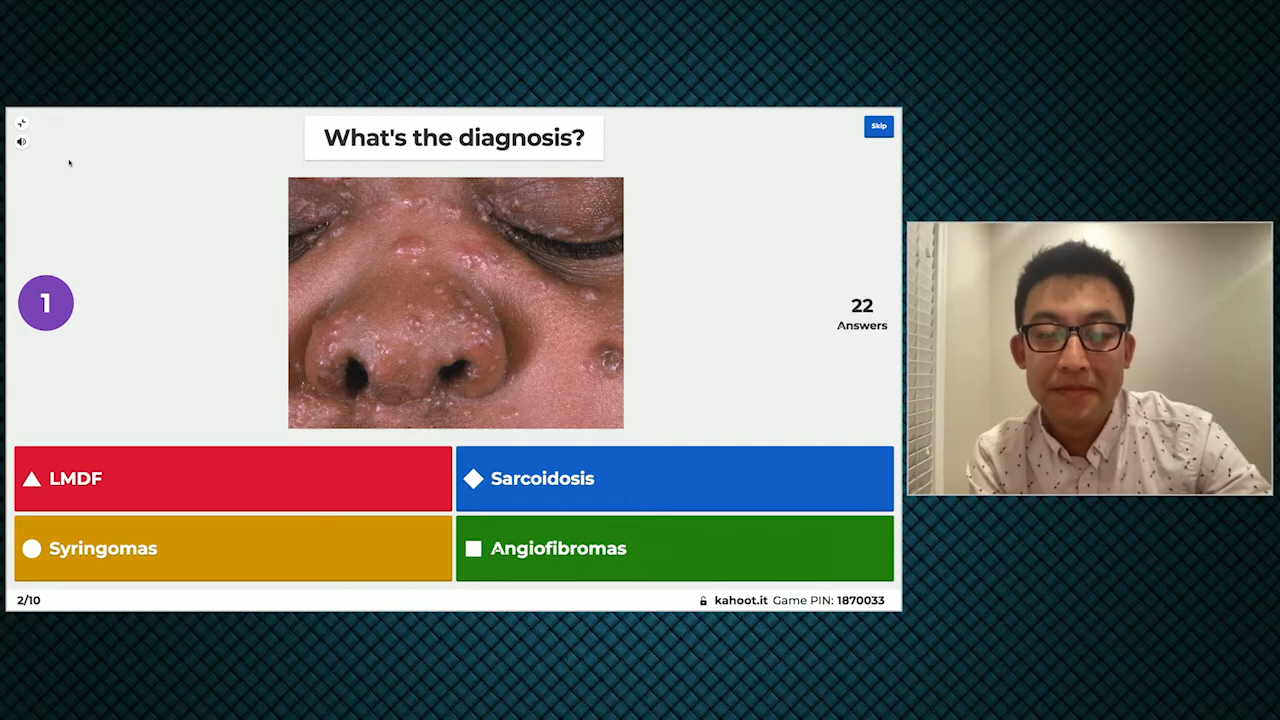 What's the diagnosis?
Skip
1
22
Answers
LMDF
Sarcoidosis
Syringomas
Angiofibromas
2/10
kahoot.it Game PIN: 1870033